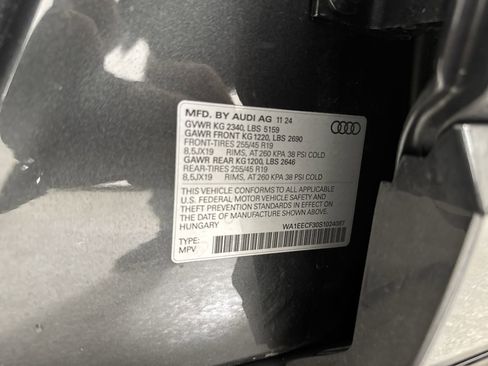 MFD. BY AUDI AG 11 24
GVWR KG 2340, LBS 5159
GAWR FRONT KG1220, LBS 2690
FRONT-TIRES 255/45 R19
8,5JX19 RIMS, AT 260 KPA 38 PSI COLD
GAWR REAR KG1200, LBS 2646
REAR-TIRES 255/45 R19
8,5JX19 RIMS, AT 260 KPA 38 PSI COLD
THIS VEHICLE CONFORMS TO ALL APPLICABLE
U.S. FEDERAL MOTOR VEHICLE SAFETY AND
THEFT PREVENTION STANDARDS IN EFFECT ON
THE DATE OF MANUFACTURE SHOWN ABOVE.
HUNGARY
WA1EECF30S1024087
TYPE:
MPV